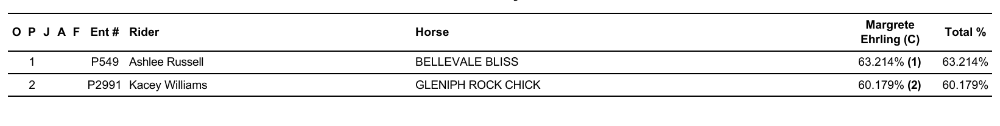 O P J A F Ent # Rider Horse Margrete Ehrling (C) Total %
1 P549 Ashlee Russell BELLEVALE BLISS 63.214% (1) 63.214%
2 P2991 Kacey Williams GLENIPH ROCK CHICK 60.179% (2) 60.179%